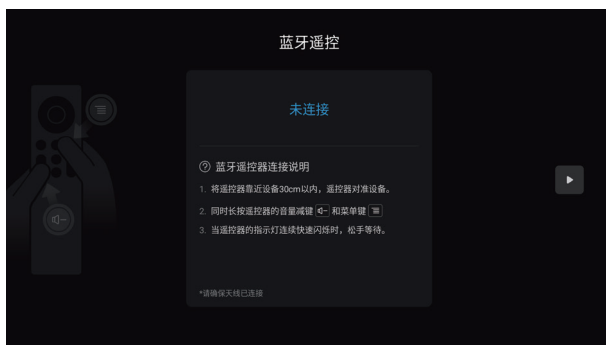 蓝牙遥控
未连接
蓝牙遥控器连接说明
1. 将遥控器靠近设备30cm以内，遥控器对准设备。
2. 同时长按遥控器的音量减键 和菜单键
3. 当遥控器的指示灯连续快速闪烁时，松手等待。
*请确保天线已连接